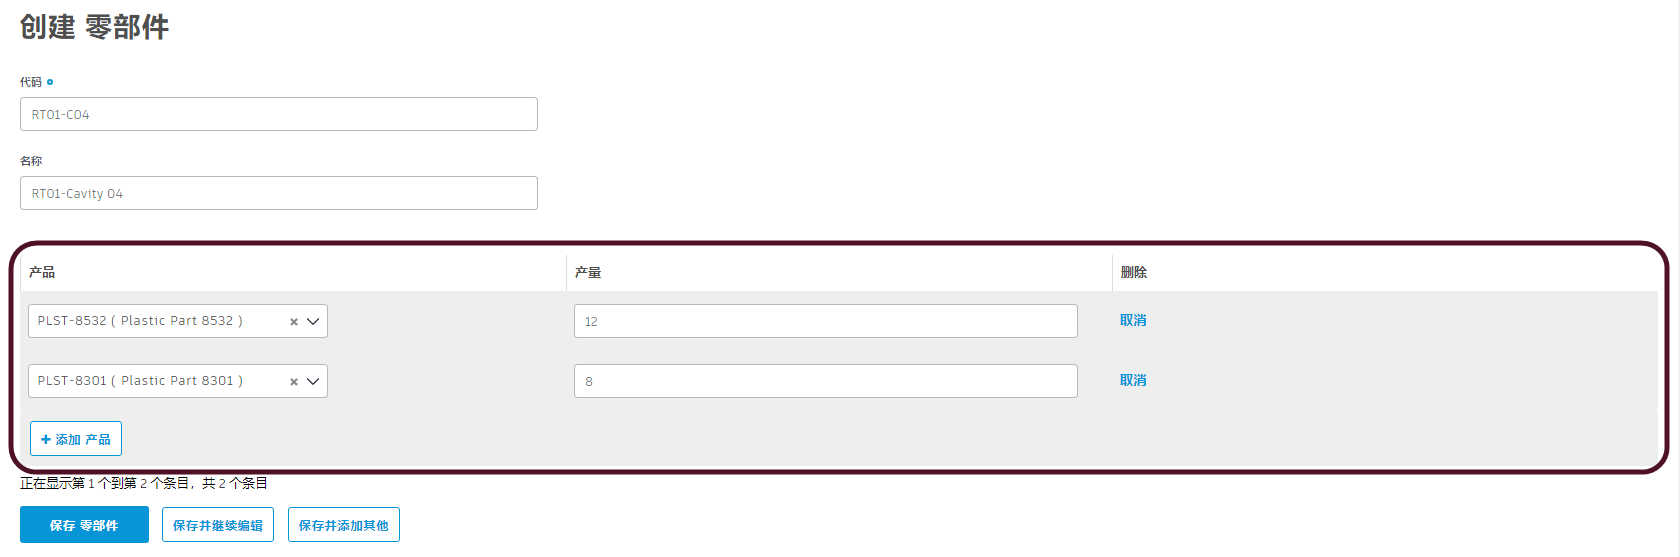 创建 零部件
代码
RT01-C04
名称
RT01-Cavity 04
产品 产量 删除
PLST-8532 ( Plastic Part 8532 ) 12 取消
PLST-8301 ( Plastic Part 8301 ) 8 取消
+ 添加 产品
正在显示第 1 个到第 2 个条目，共 2 个条目
保存 零部件 保存并继续编辑 保存并添加其他